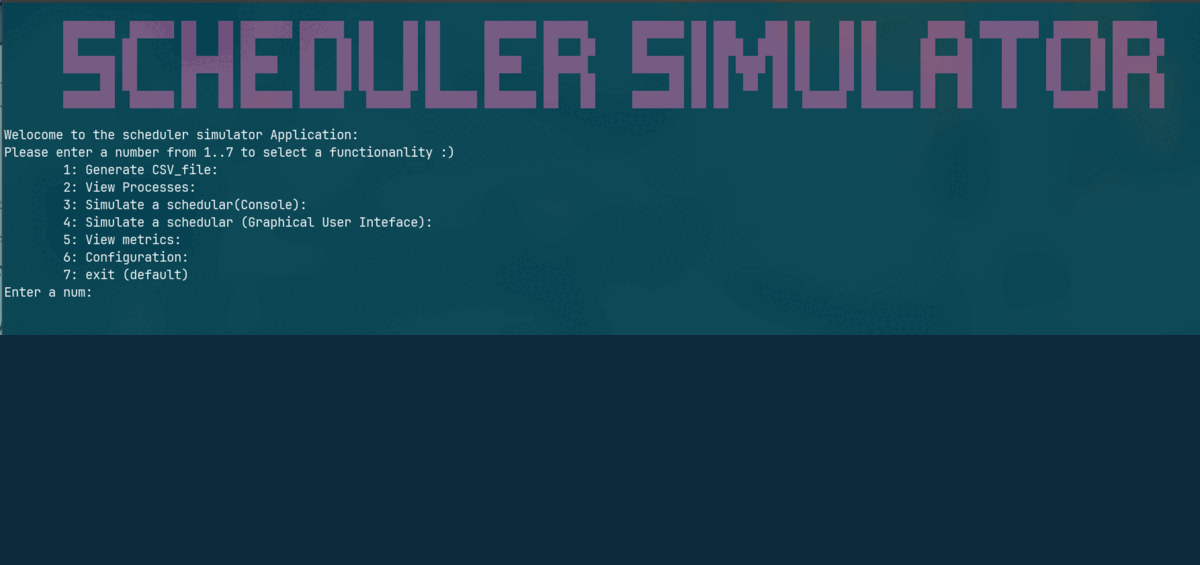 SCHEDULER SIMULATOR
Welocome to the scheduler simulator Application:
Please enter a number from 1..7 to select a functionanlity :)
1: Generate CSV_file:
2: View Processes:
3: Simulate a schedular(Console):
4: Simulate a schedular (Graphical User Inteface):
5: View metrics:
6: Configuration:
7: exit (default)
Enter a num: